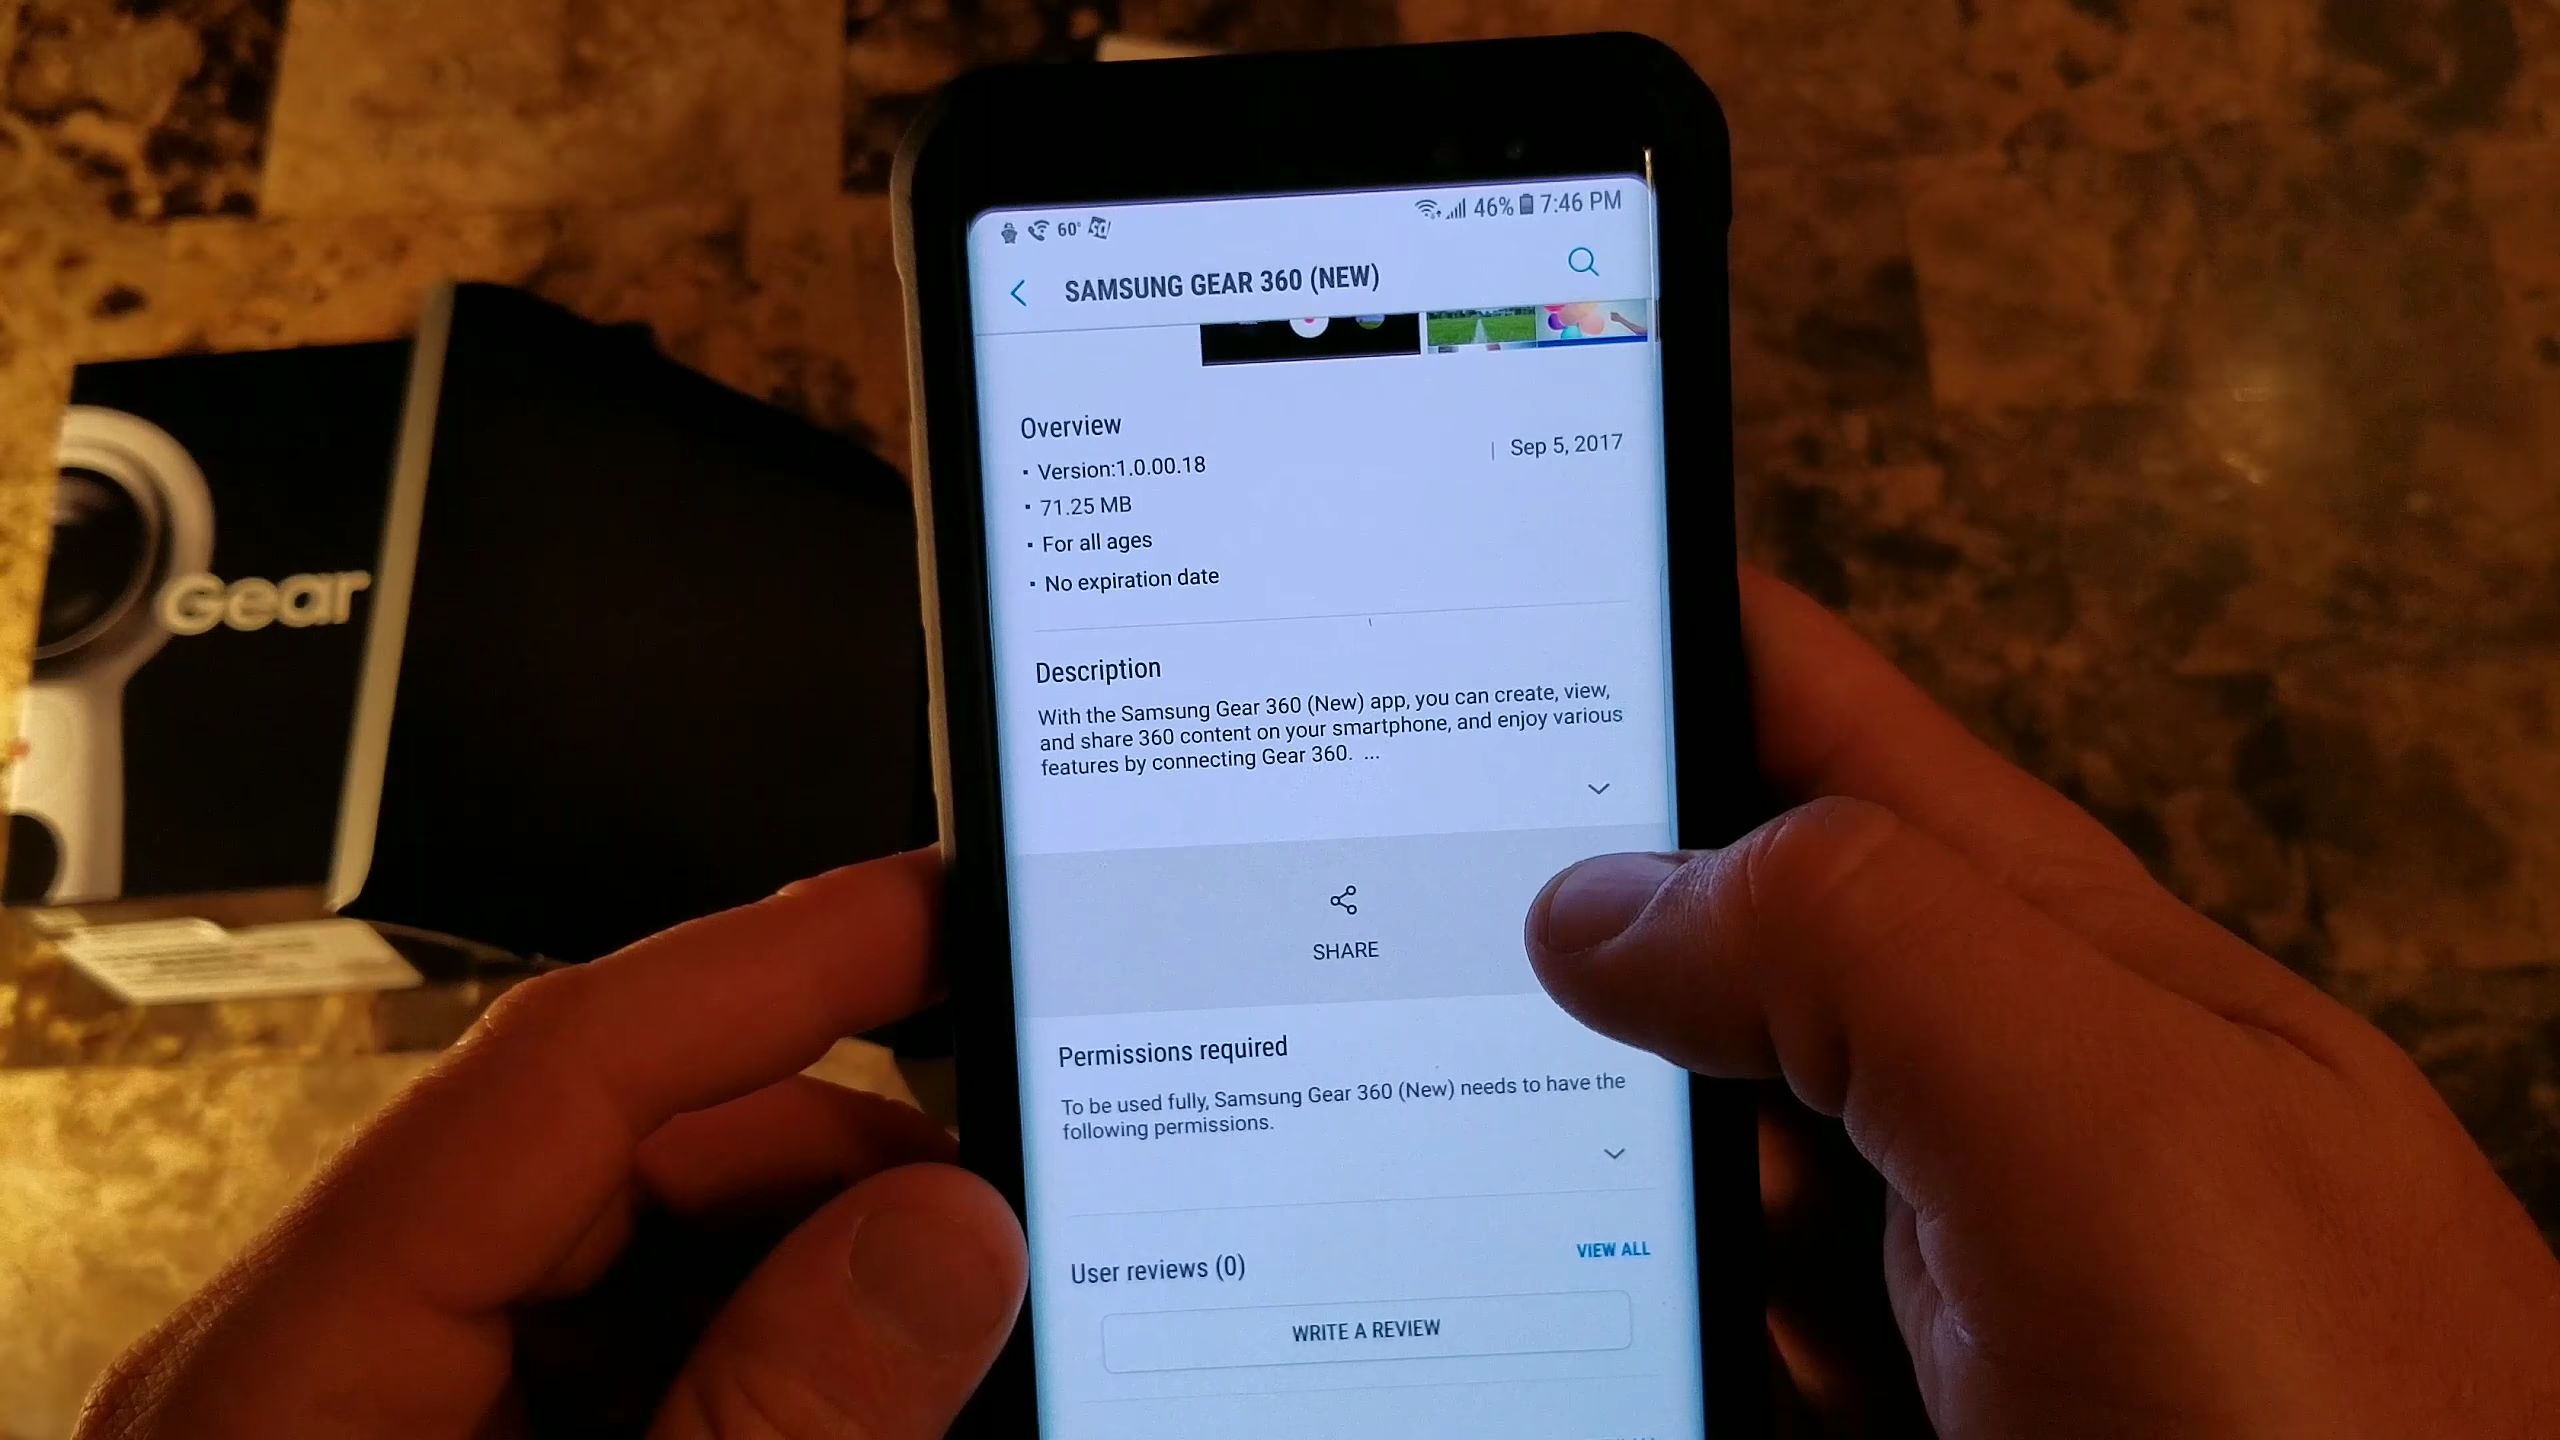 60°
46% 7:46 PM
SAMSUNG GEAR 360 (NEW)
Overview
· Version:1.0.00.18 | Sep 5, 2017
· 71.25 MB
· For all ages
· No expiration date
Description
With the Samsung Gear 360 (New) app, you can create, view,
and share 360 content on your smartphone, and enjoy various
features by connecting Gear 360. ...
SHARE
Permissions required
To be used fully, Samsung Gear 360 (New) needs to have the
following permissions.
User reviews (0)
VIEW ALL
WRITE A REVIEW
Gear